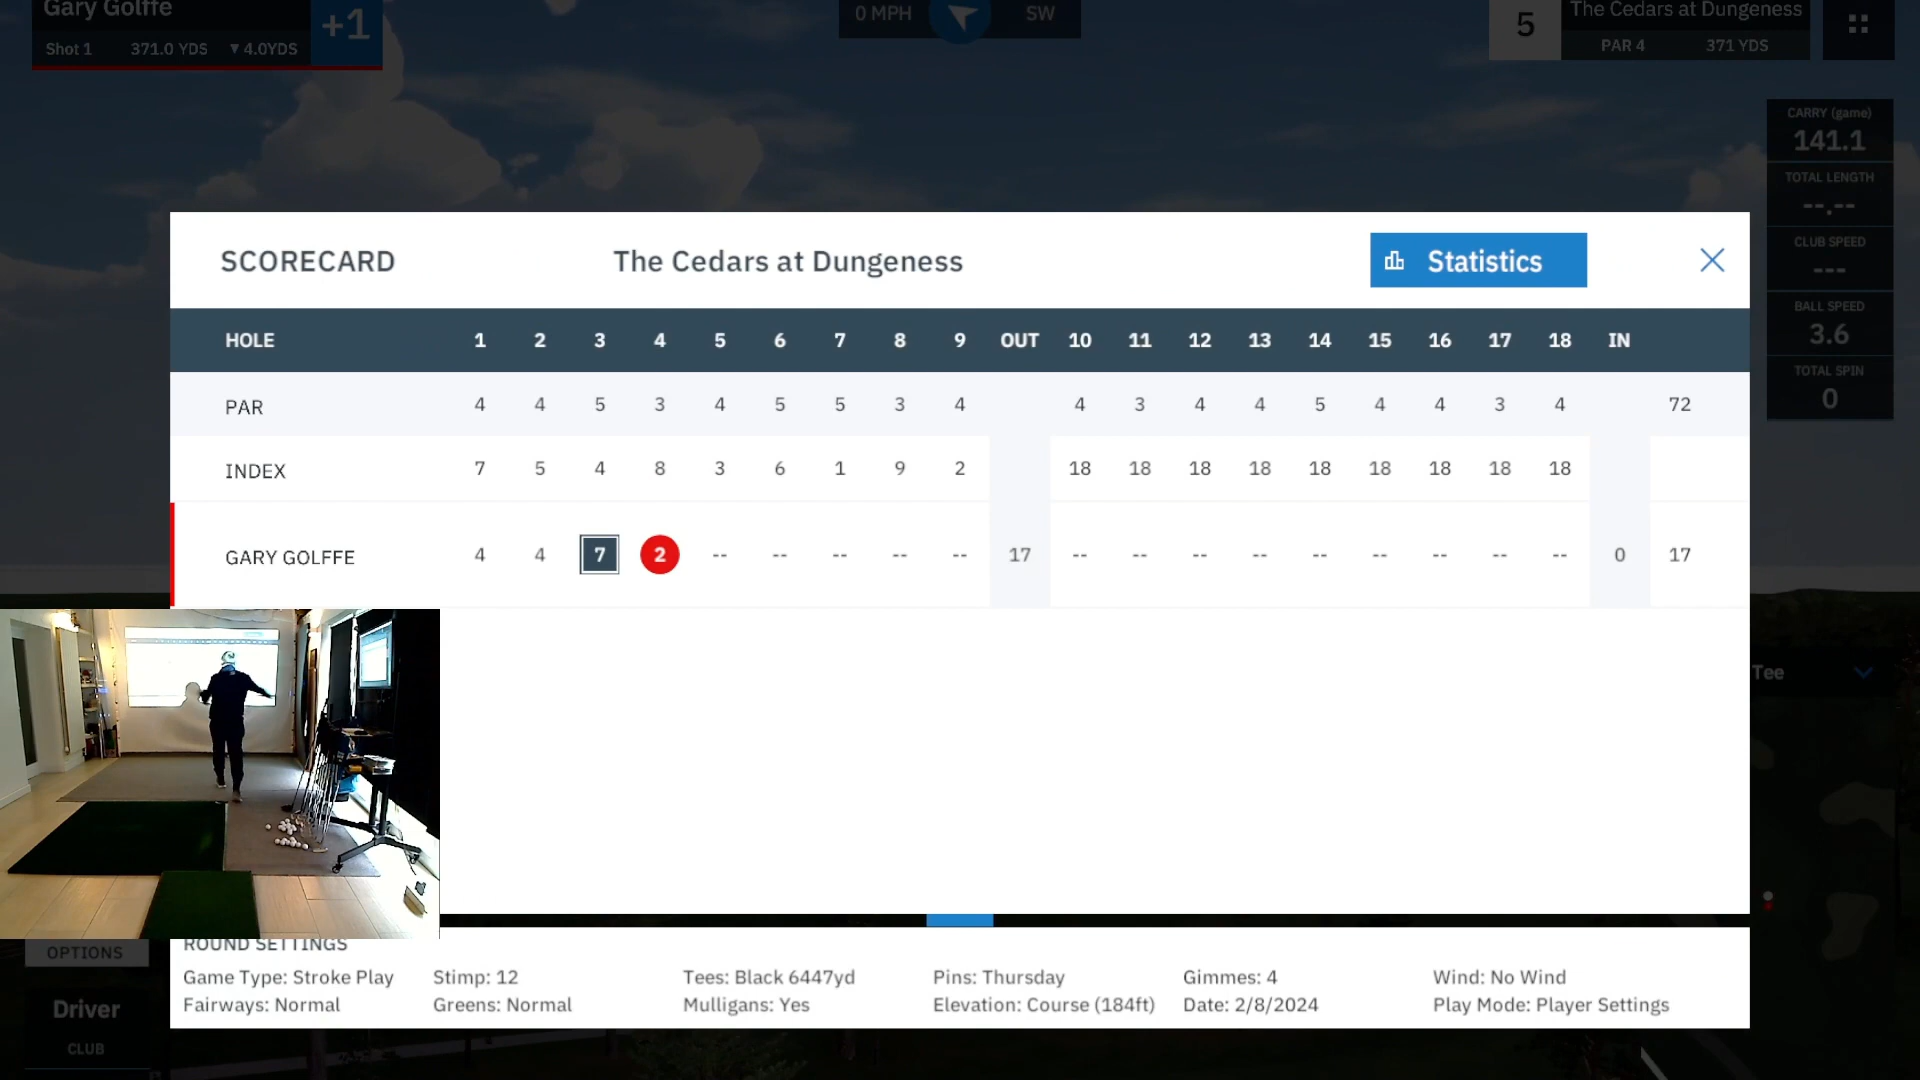 Gary Golffe
Shot 1 371.0 YDS ▼ 4.0YDS +1
0 MPH SW
5 The Cedars at Dungeness
PAR 4 371 YDS
CARRY (game)
141.1
TOTAL LENGTH
--.--
CLUB SPEED
---
BALL SPEED
3.6
TOTAL SPIN
0
SCORECARD The Cedars at Dungeness Statistics
HOLE 1 2 3 4 5 6 7 8 9 OUT 10 11 12 13 14 15 16 17 18 IN
PAR 4 4 5 3 4 5 5 3 4 4 3 4 4 5 4 4 3 4 72
INDEX 7 5 4 8 3 6 1 9 2 18 18 18 18 18 18 18 18 18
GARY GOLFFE 4 4 7 2 -- -- -- -- -- 17 -- -- -- -- -- -- -- -- -- 0 17
Tee
OPTIONS
Driver
CLUB
ROUND SETTINGS
Game Type: Stroke Play Stimp: 12 Tees: Black 6447yd Pins: Thursday Gimmes: 4 Wind: No Wind
Fairways: Normal Greens: Normal Mulligans: Yes Elevation: Course (184ft) Date: 2/8/2024 Play Mode: Player Settings